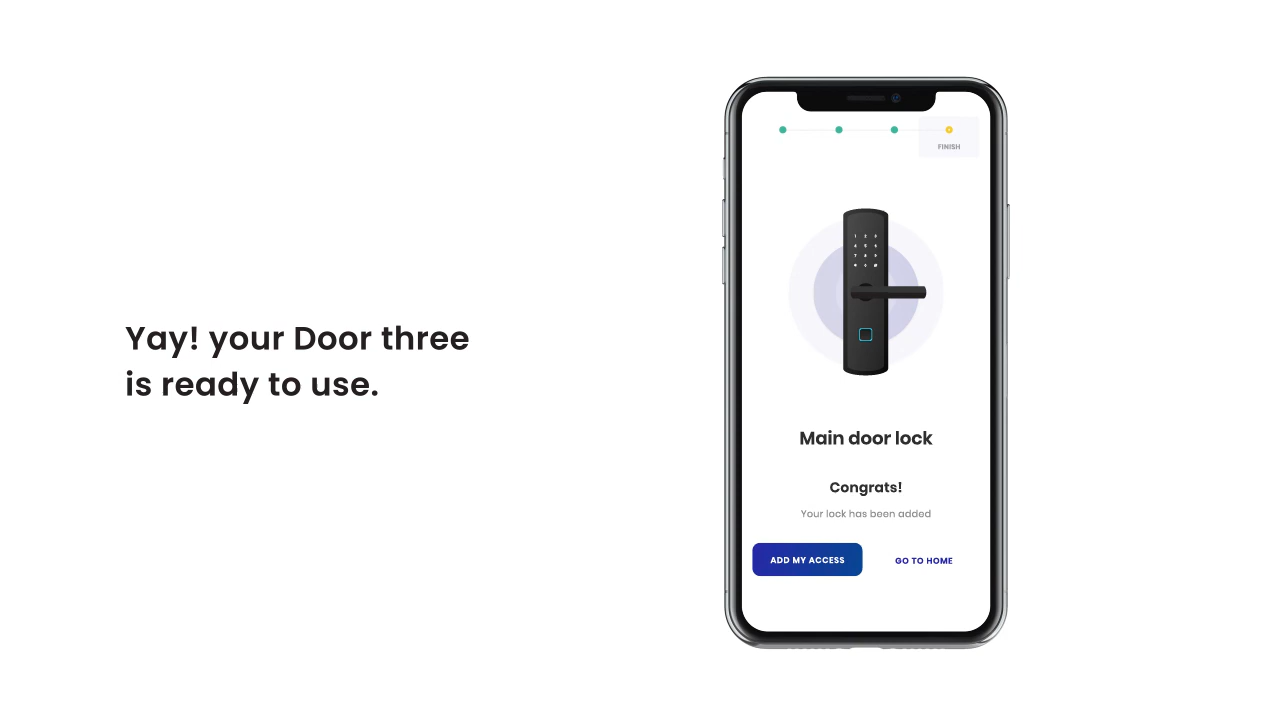 Yay! your Door three
is ready to use.
FINISH
Main door lock
Congrats!
Your lock has been added
ADD MY ACCESS
GO TO HOME